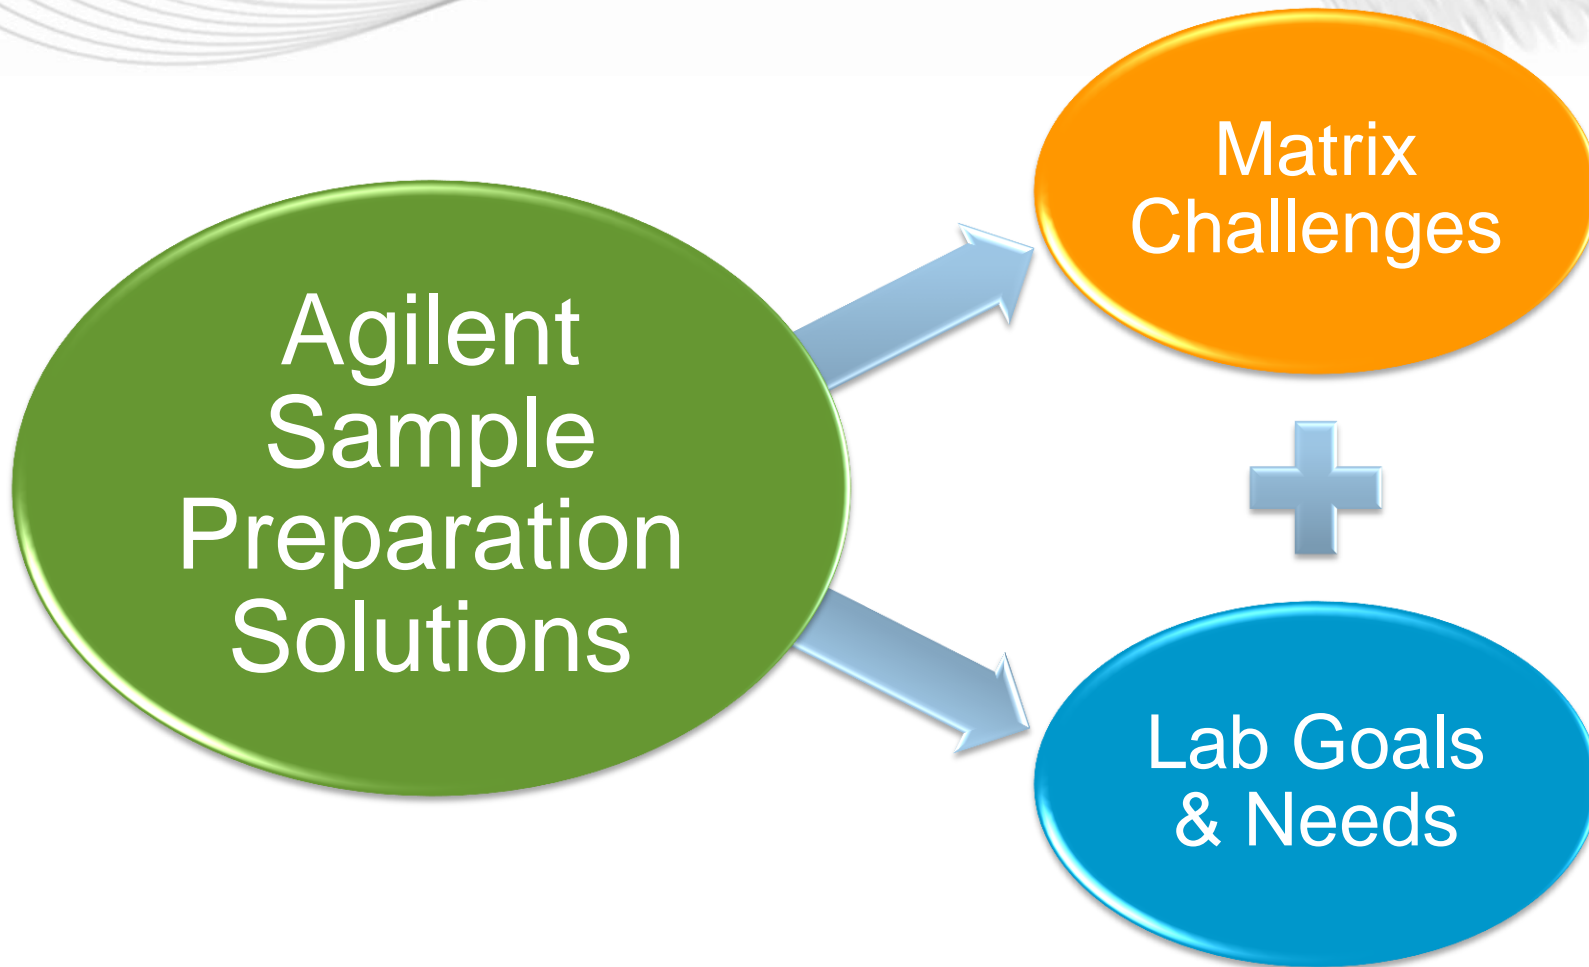 Agilent
Sample
Preparation
Solutions
Matrix
Challenges
Lab Goals
& Needs